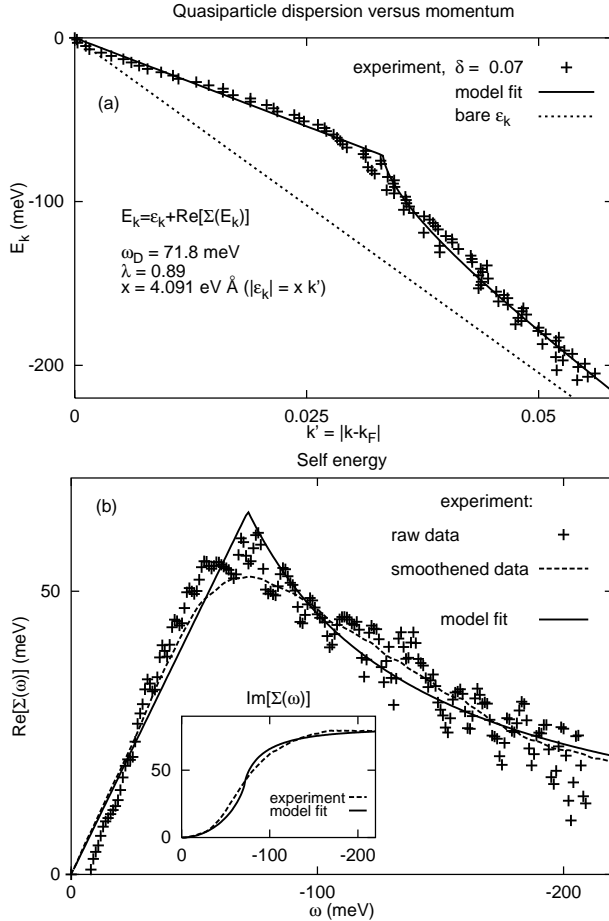 Quasiparticle dispersion versus momentum
0
-100
-200
E_k (meV)
(a)
experiment, δ = 0.07
model fit
bare ε_k
E_k=ε_k+Re[Σ(E_k)]
ω_D = 71.8 meV
λ = 0.89
x = 4.091 eV Å (|ε_k| = x k')
0
0.025
0.05
k' = |k-k_F|
Self energy
(b)
experiment:
raw data
smoothened data
model fit
50
0
Re[Σ(ω)] (meV)
Im[Σ(ω)]
50
0
experiment
model fit
0
-100
-200
0
-100
-200
ω (meV)